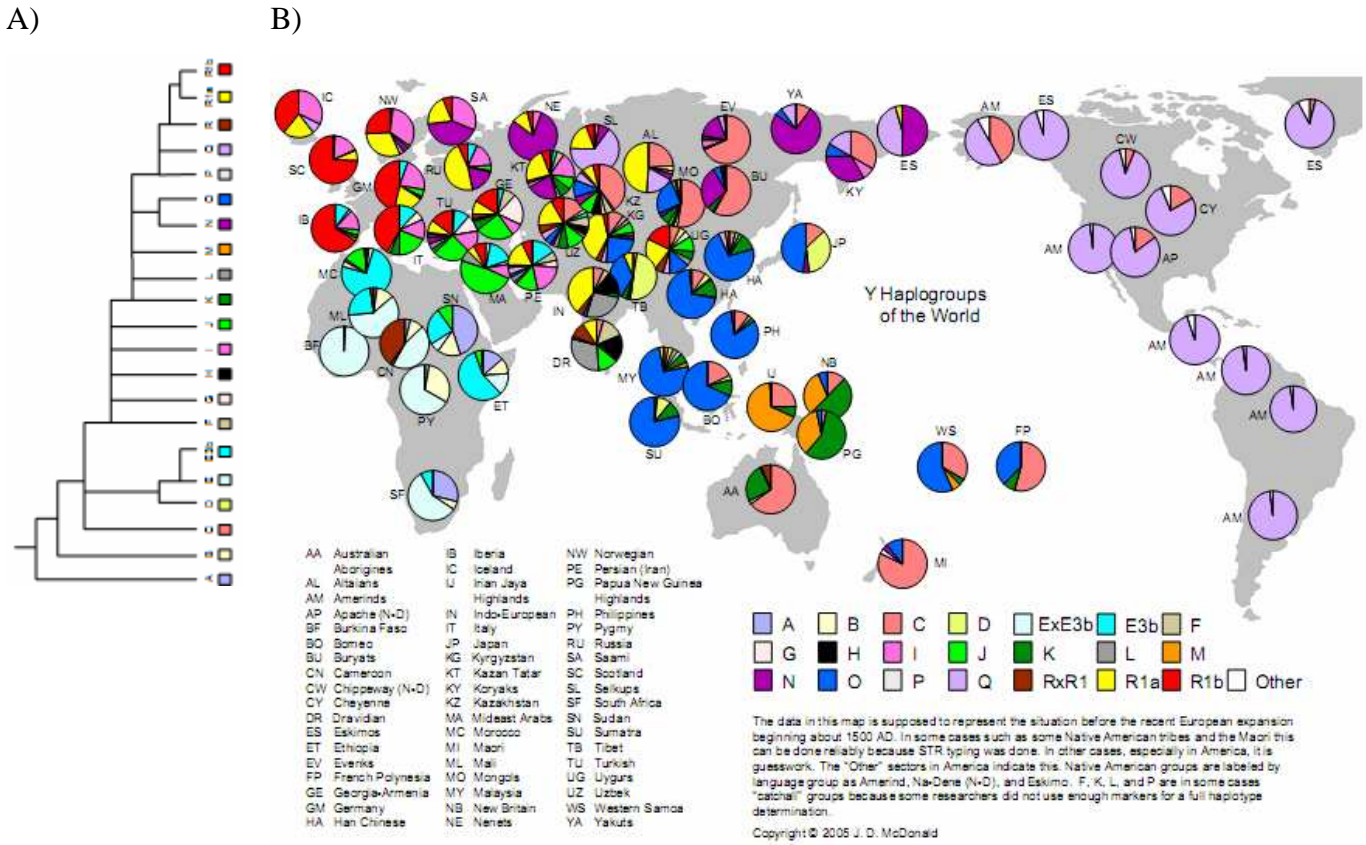 A)
B)
R1b
R1a
R
Q
P
O
N
M
L
K
J
I
H
G
F
E
D
C
B
A
IC
NW
SA
NE
SL
AL
EV
YA
ES
AM
ES
CW
ES
SC
GM
RU
KT
GE
MO
BU
KY
CY
IB
TU
KZ
KG
UZ
UG
HA
JP
AM
AP
IT
MC
MA
PE
IN
TB
HA
Y Haplogroups
of the World
ML
SN
BF
CN
DR
PH
AM
AM
MY
PY
ET
BO
IJ
NB
AM
SU
PG
WS
FP
SF
AA
AM
MI
AA Australian
Aborigines
AL Altaians
AM Amerinds
AP Apache (N-D)
BF Burkina Faso
BO Borneo
BU Buryats
CN Cameroon
CW Chippeway (N-D)
CY Cheyenne
DR Dravidian
ES Eskimos
ET Ethiopia
EV Evenks
FP French Polynesia
GE Georgia-Armenia
GM Germany
HA Han Chinese
IB Iberia
IC Iceland
IJ Irian Jaya
Highlands
IN Indo-European
IT Italy
JP Japan
KG Kyrgyzstan
KT Kazan Tatar
KY Koryaks
KZ Kazakhstan
MA Mideast Arabs
MC Morocco
MI Maori
ML Mali
MO Mongols
MY Malaysia
NB New Britain
NE Nenets
NW Norwegian
PE Persian (Iran)
PG Papua New Guinea
Highlands
PH Philippines
PY Pygmy
RU Russia
SA Saami
SC Scotland
SL Selkups
SF South Africa
SN Sudan
SU Sumatra
TB Tibet
TU Turkish
UG Uygurs
UZ Uzbek
WS Western Samoa
YA Yakuts
A B C D ExE3b E3b F
G H I J K L M
N O P Q RxR1 R1a R1b Other
The data in this map is supposed to represent the situation before the recent European expansion
beginning about 1500 AD. In some cases such as some Native American tribes and the Maori this
can be done reliably because STR typing was done. In other cases, especially in America, it is
guesswork. The "Other" sectors in America indicate this. Native American groups are labeled by
language group as Amerind, Na-Dene (N-D), and Eskimo. F, K, L, and P are in some cases
"catchall" groups because some researchers did not use enough markers for a full haplotype
determination.
Copyright © 2005 J. D. McDonald